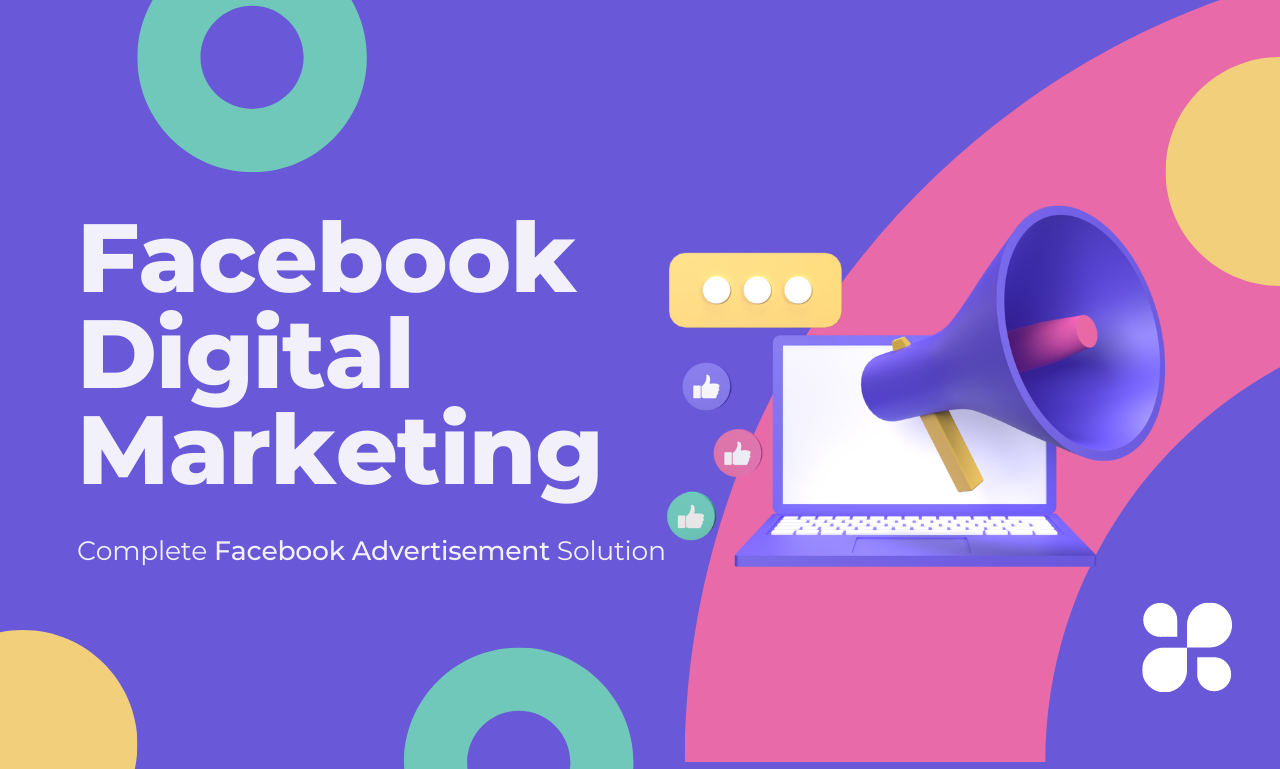 Facebook
Digital
Marketing
Complete Facebook Advertisement Solution